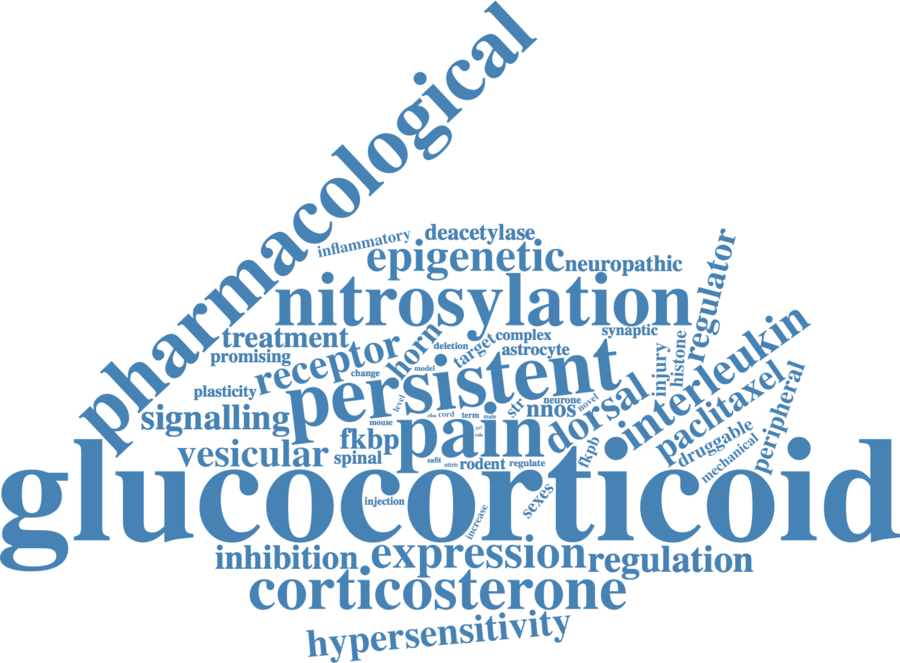 pharmacological
inflammatory
deacetylase
epigenetic
neuropathic
regulator
nitrosylation
treatment
promising
receptor
horn
deletion
complex
target
astrocyte
synaptic
injury
histone
interleukin
change
model
plasticity
persistent
signalling
level
mouse
cord
term
male
str
nnos
neurone
novel
dorsal
paclitaxel
peripheral
druggable
mechanical
vesicular
fkbp
spinal
pain
safit
nitric
rodent
regulate
fkpb
glucocorticoid
injection
increase
sexes
inhibition
expression
regulation
corticosterone
hypersensitivity